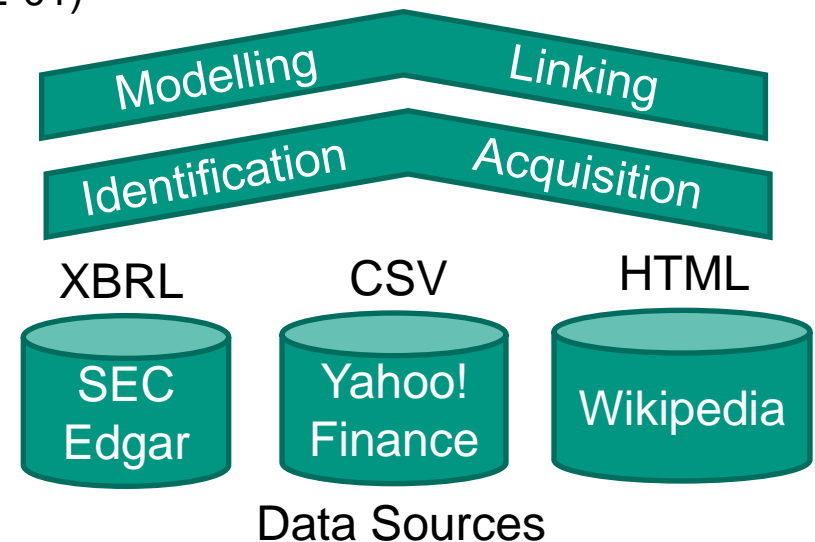 Modelling Linking
Identification Acquisition
XBRL CSV HTML
SEC Edgar
Yahoo! Finance
Wikipedia
Data Sources